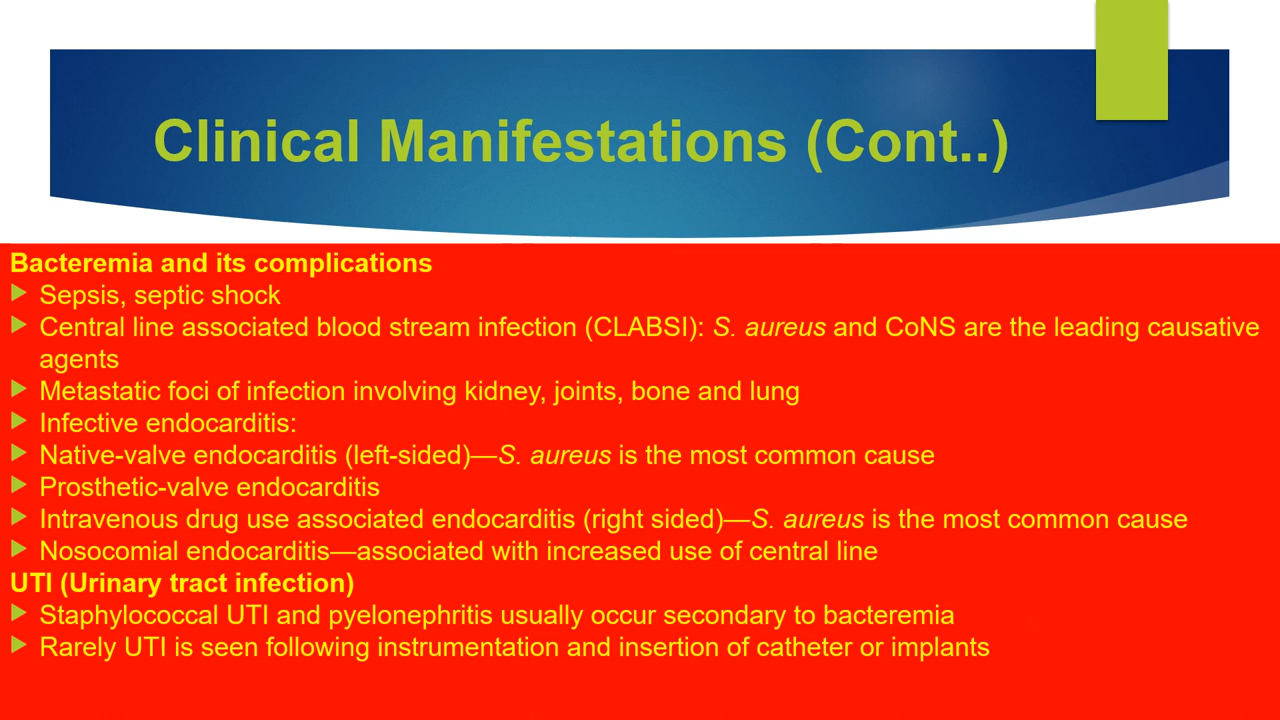 Clinical Manifestations (Cont..)
Bacteremia and its complications
Sepsis, septic shock
Central line associated blood stream infection (CLABSI): S. aureus and CoNS are the leading causative
agents
Metastatic foci of infection involving kidney, joints, bone and lung
Infective endocarditis:
Native-valve endocarditis (left-sided)—S. aureus is the most common cause
Prosthetic-valve endocarditis
Intravenous drug use associated endocarditis (right sided)—S. aureus is the most common cause
Nosocomial endocarditis—associated with increased use of central line
UTI (Urinary tract infection)
Staphylococcal UTI and pyelonephritis usually occur secondary to bacteremia
Rarely UTI is seen following instrumentation and insertion of catheter or implants